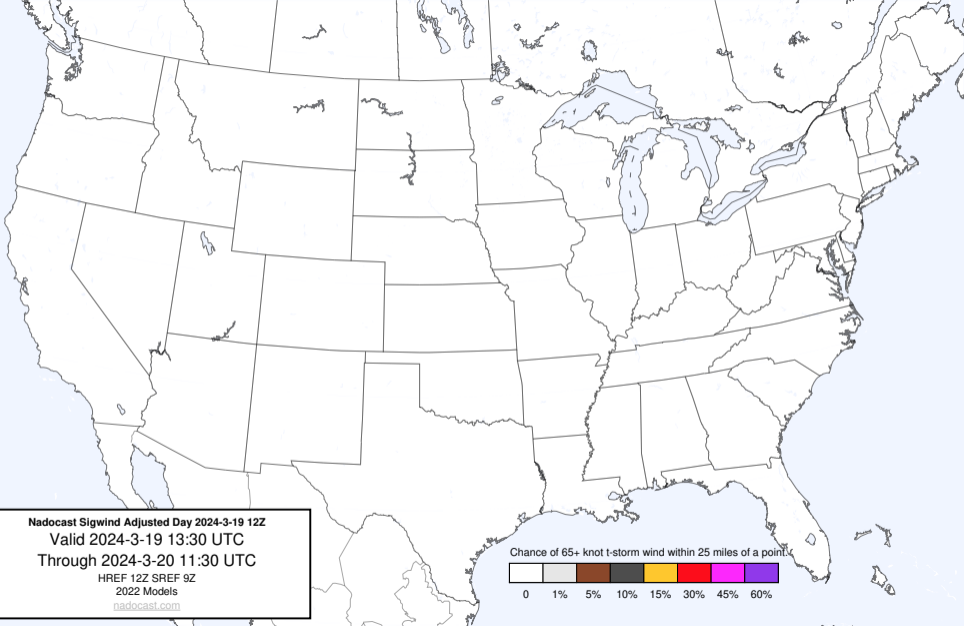 Nadocast Sigwind Adjusted Day 2024-3-19 12Z
Valid 2024-3-19 13:30 UTC
Through 2024-3-20 11:30 UTC
HREF 12Z SREF 9Z
2022 Models
nadocast.com
Chance of 65+ knot t-storm wind within 25 miles of a point.
0 1% 5% 10% 15% 30% 45% 60%